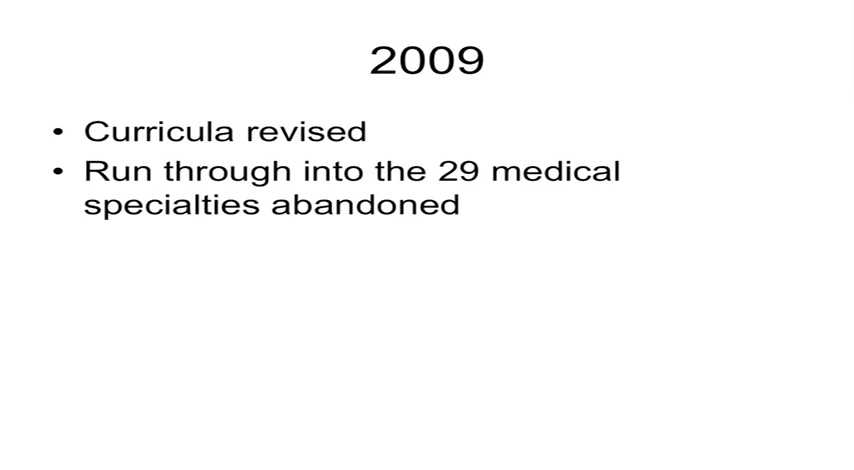 2009
• Curricula revised
• Run through into the 29 medical
specialties abandoned